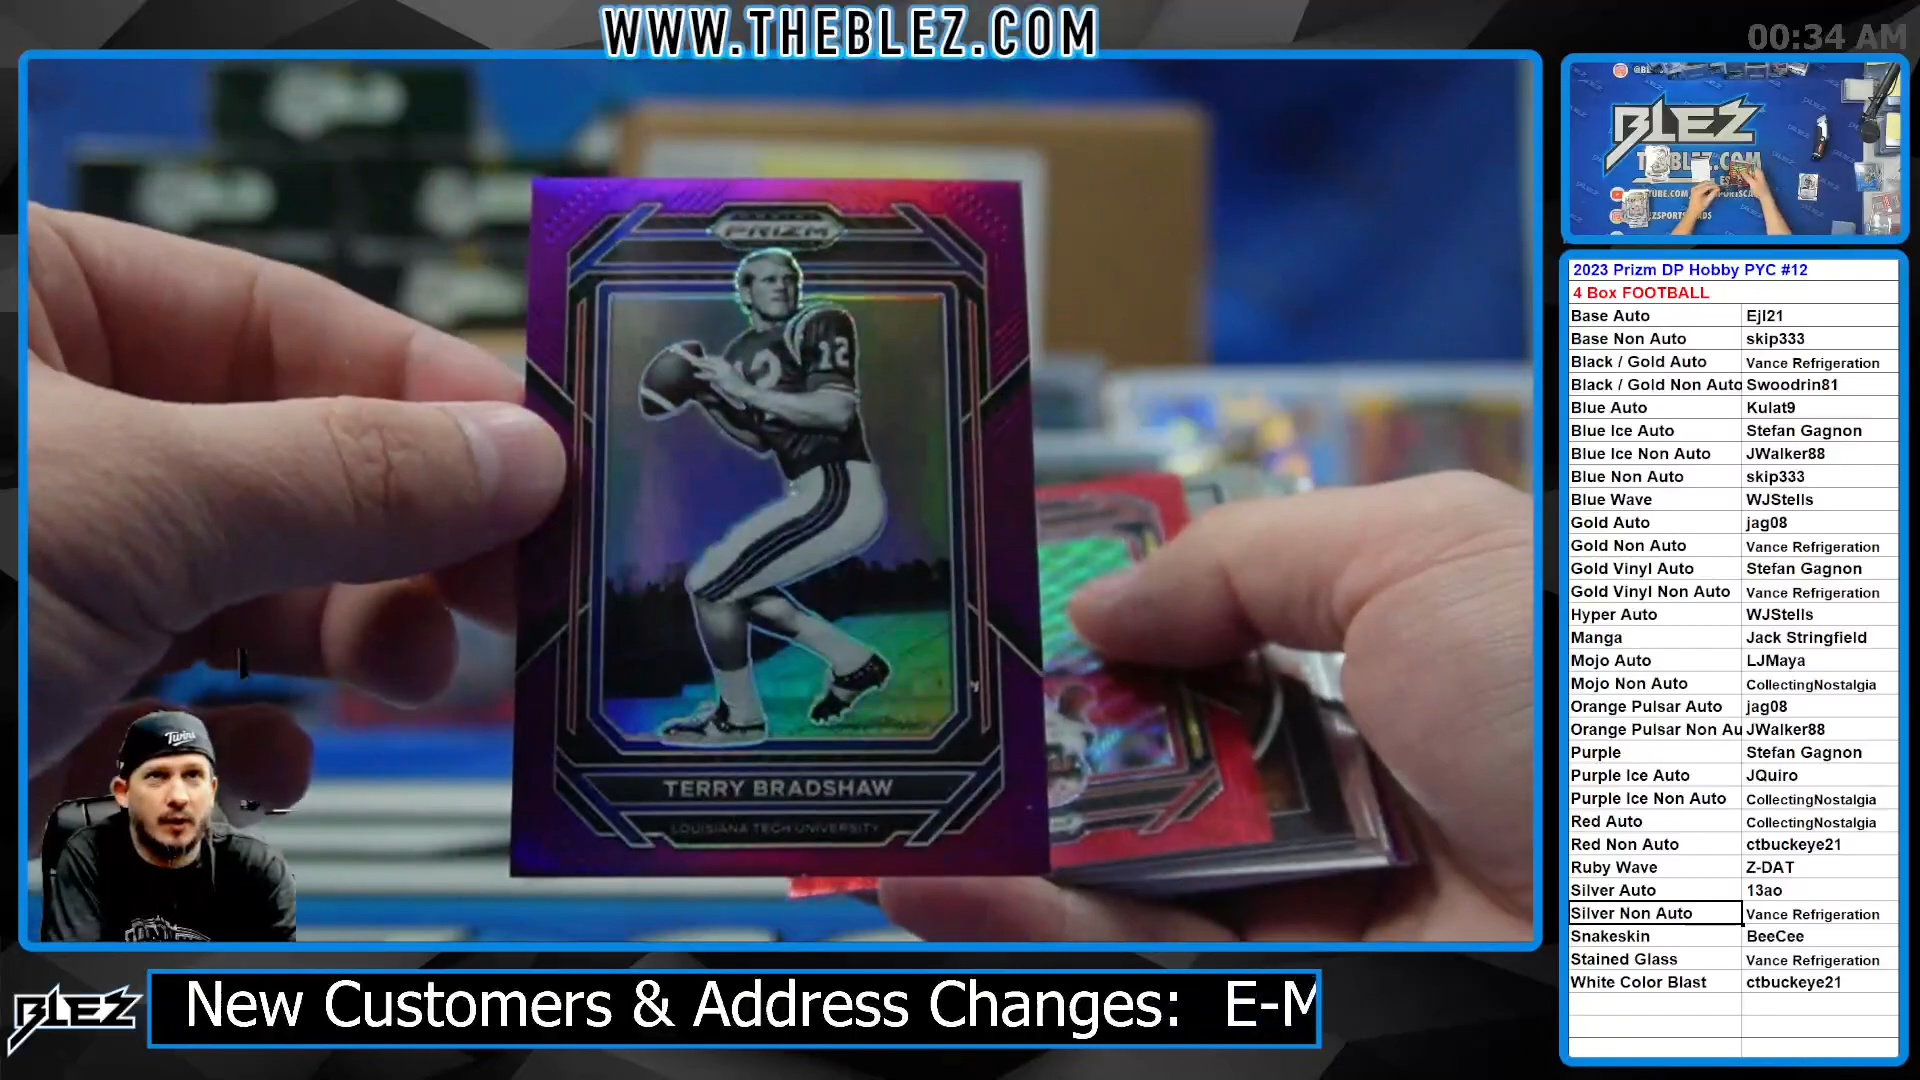 WWW.THEBLEZ.COM
00:34 AM
PRIZM
12
12
TERRY BRADSHAW
LOUISIANA TECH UNIVERSITY
Twins
BLEZ
New Customers & Address Changes: E-M
BLEZ
2023 Prizm DP Hobby PYC #12
4 Box FOOTBALL
Base Auto Ejl21
Base Non Auto skip333
Black / Gold Auto Vance Refrigeration
Black / Gold Non Auto Swoodrin81
Blue Auto Kulat9
Blue Ice Auto Stefan Gagnon
Blue Ice Non Auto JWalker88
Blue Non Auto skip333
Blue Wave WJStells
Gold Auto jag08
Gold Non Auto Vance Refrigeration
Gold Vinyl Auto Stefan Gagnon
Gold Vinyl Non Auto Vance Refrigeration
Hyper Auto WJStells
Manga Jack Stringfield
Mojo Auto LJMaya
Mojo Non Auto CollectingNostalgia
Orange Pulsar Auto jag08
Orange Pulsar Non Au JWalker88
Purple Stefan Gagnon
Purple Ice Auto JQuiro
Purple Ice Non Auto CollectingNostalgia
Red Auto CollectingNostalgia
Red Non Auto ctbuckeye21
Ruby Wave Z-DAT
Silver Auto 13ao
Silver Non Auto Vance Refrigeration
Snakeskin BeeCee
Stained Glass Vance Refrigeration
White Color Blast ctbuckeye21